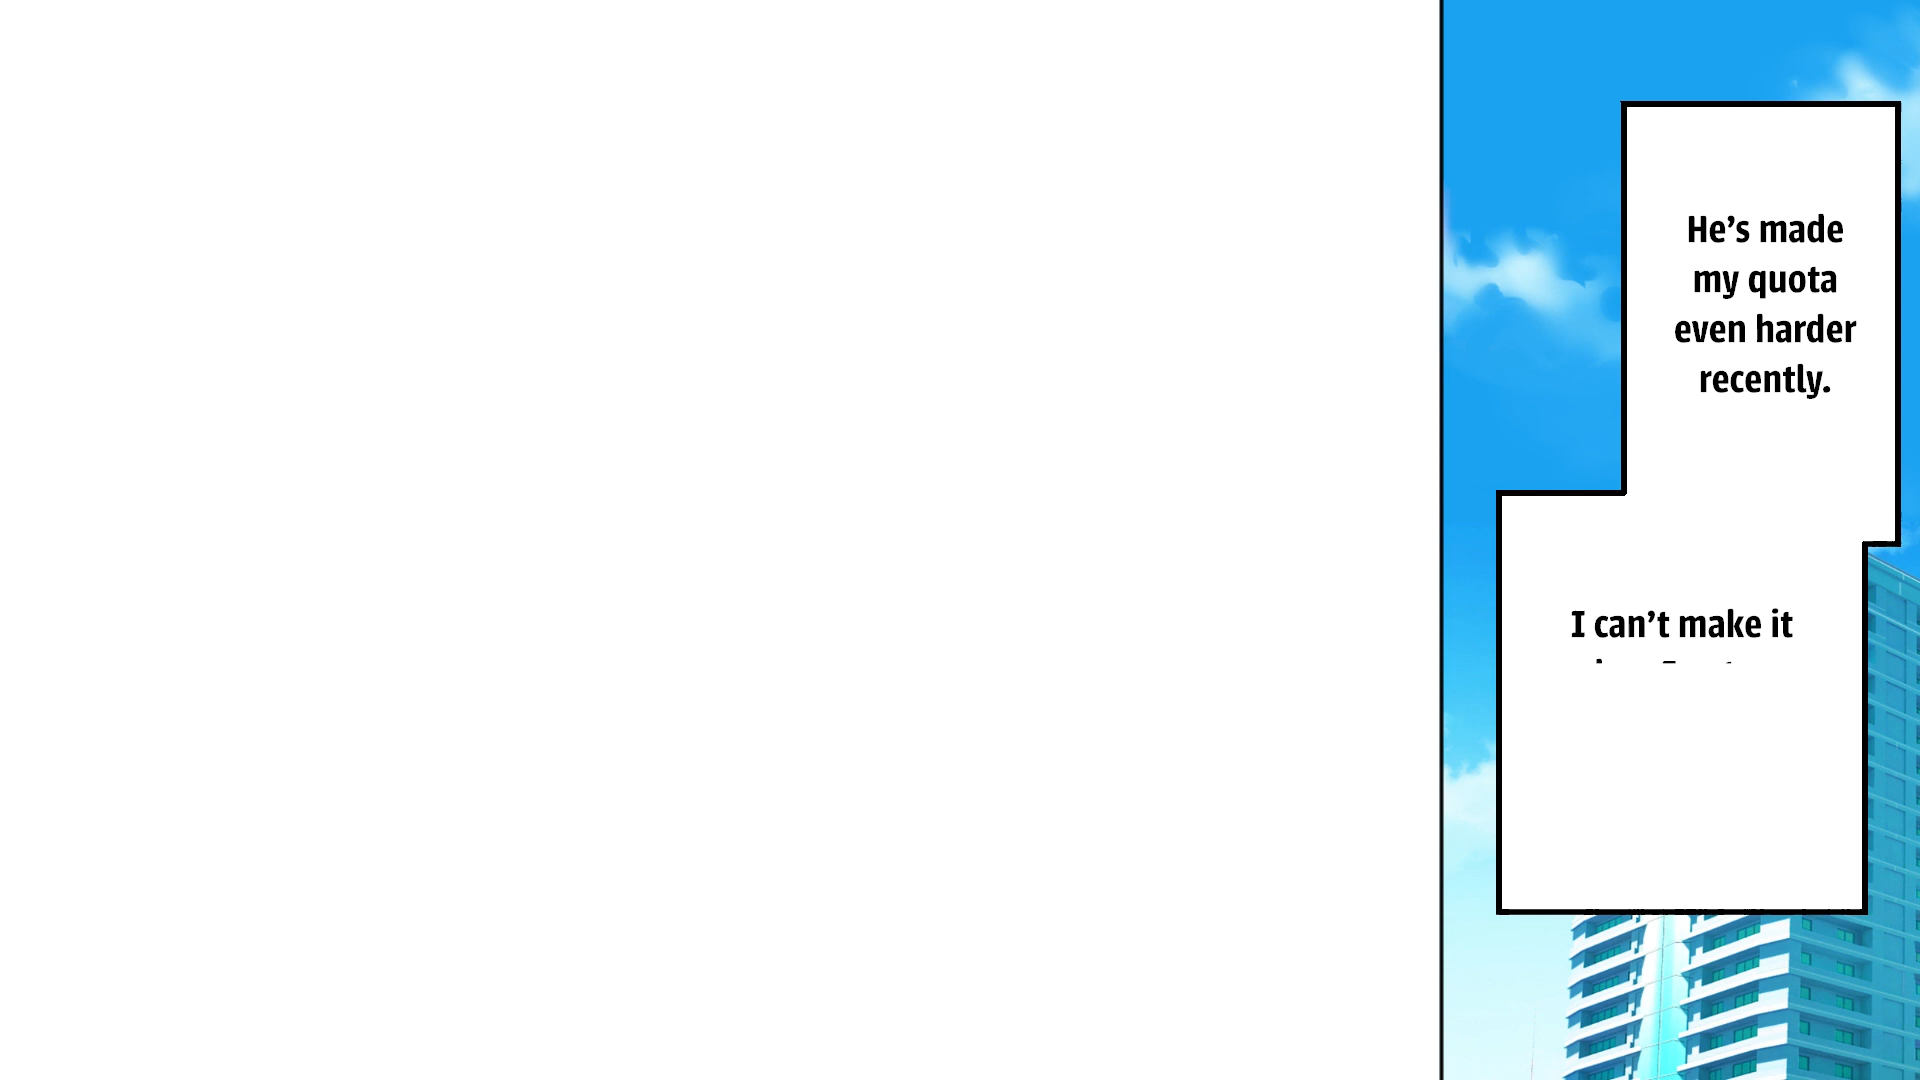 He’s made
my quota
even harder
recently.
I can’t make it